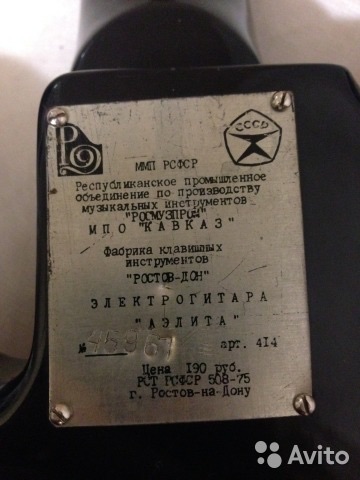 СССР
ММП РСФСР
Республиканское промышленное
объединение по производству
музыкальных инструментов
"РОСМУЗПРОМ"
МПО "КАВКАЗ"
Фабрика клавишных
инструментов
"РОСТОВ-ДОН"
ЭЛЕКТРОГИТАРА
"АЭЛИТА"
№ арт. 414
Цена 190 руб.
РСТ РСФСР 508-75
г. Ростов-на-Дону
Avito